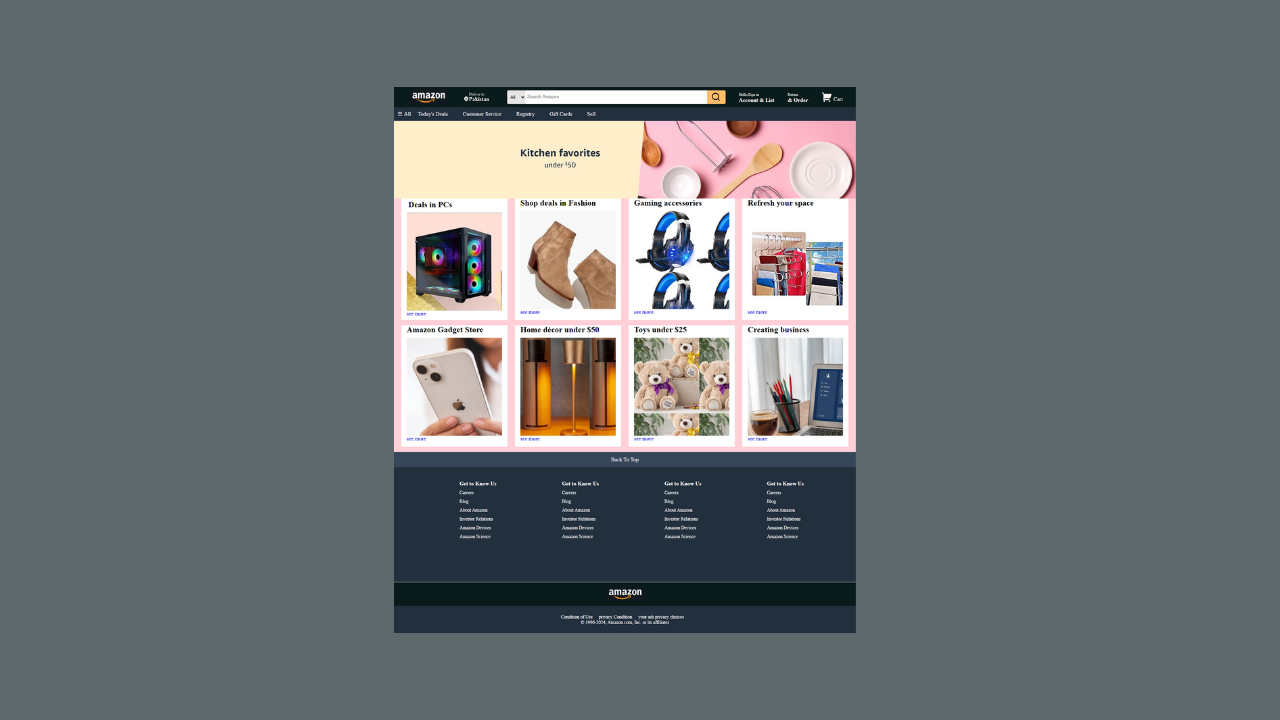 amazon
Deliver to
Pakistan
All
Search Amazon
Hello,Sign in
Account & List
Return
& Order
Cart
All
Today's Deals
Customer Service
Registry
Gift Cards
Sell
Kitchen favorites
under $50
Deals in PCs
Shop deals in Fashion
Gaming accessories
Refresh your space
see more
see more
see more
see more
Amazon Gadget Store
Home décor under $50
Toys under $25
Creating business
see more
see more
see more
see more
Back To Top
Get to Know Us
Careers
Blog
About Amazon
Investor Relations
Amazon Devices
Amazon Science
Get to Know Us
Careers
Blog
About Amazon
Investor Relations
Amazon Devices
Amazon Science
Get to Know Us
Careers
Blog
About Amazon
Investor Relations
Amazon Devices
Amazon Science
Get to Know Us
Careers
Blog
About Amazon
Investor Relations
Amazon Devices
Amazon Science
amazon
Condition of Use privacy Condition your ads privacy choices
© 1996-2024, Amazon.com, Inc. or its affiliates